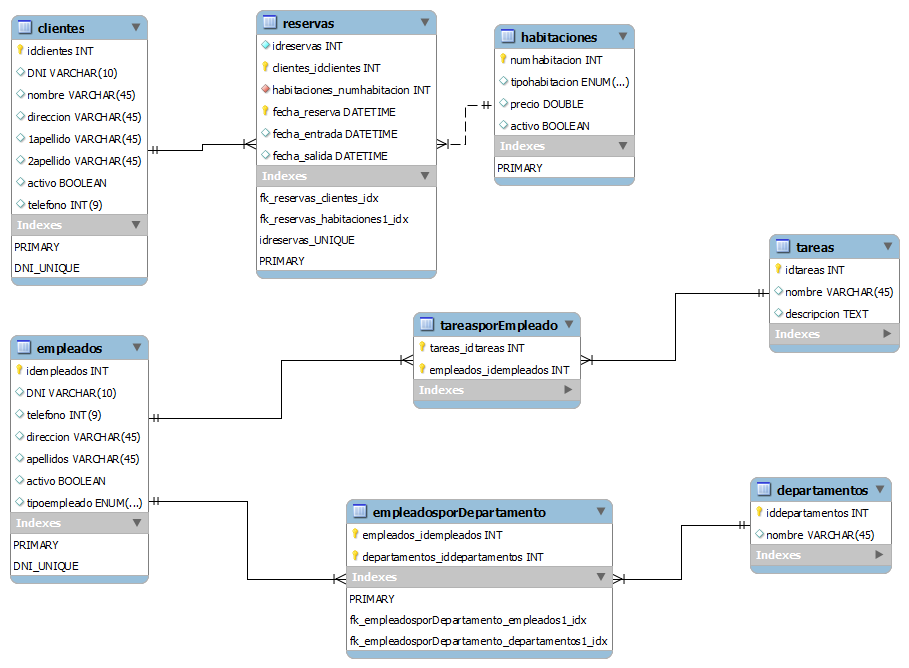 clientes
idclientes INT
DNI VARCHAR(10)
nombre VARCHAR(45)
direccion VARCHAR(45)
1apellido VARCHAR(45)
2apellido VARCHAR(45)
activo BOOLEAN
telefono INT(9)
Indexes
PRIMARY
DNI_UNIQUE
reservas
idreservas INT
clientes_idclientes INT
habitaciones_numhabitacion INT
fecha_reserva DATETIME
fecha_entrada DATETIME
fecha_salida DATETIME
Indexes
fk_reservas_clientes_idx
fk_reservas_habitaciones1_idx
idreservas_UNIQUE
PRIMARY
habitaciones
numhabitacion INT
tipohabitacion ENUM(...)
precio DOUBLE
activo BOOLEAN
Indexes
PRIMARY
tareas
idtareas INT
nombre VARCHAR(45)
descripcion TEXT
Indexes
tareasporEmpleado
tareas_idtareas INT
empleados_idempleados INT
Indexes
empleados
idempleados INT
DNI VARCHAR(10)
telefono INT(9)
direccion VARCHAR(45)
apellidos VARCHAR(45)
activo BOOLEAN
tipoempleado ENUM(...)
Indexes
PRIMARY
DNI_UNIQUE
empleadosporDepartamento
empleados_idempleados INT
departamentos_iddepartamentos INT
Indexes
PRIMARY
fk_empleadosporDepartamento_empleados1_idx
fk_empleadosporDepartamento_departamentos1_idx
departamentos
iddepartamentos INT
nombre VARCHAR(45)
Indexes